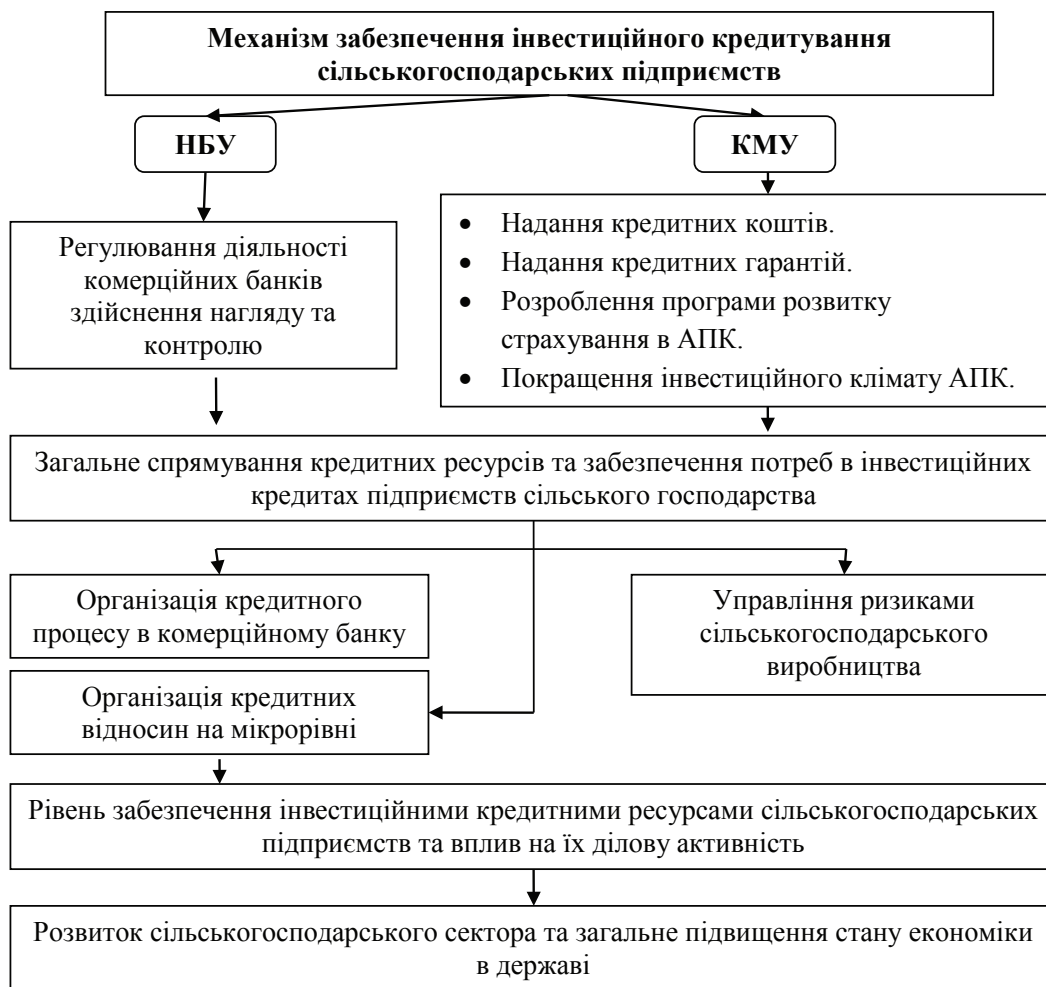 Механізм забезпечення інвестиційного кредитування
сільськогосподарських підприємств
НБУ
КМУ
Регулювання діяльності
комерційних банків
здійснення нагляду та
контролю
• Надання кредитних коштів.
• Надання кредитних гарантій.
• Розроблення програми розвитку
страхування в АПК.
• Покращення інвестиційного клімату АПК.
Загальне спрямування кредитних ресурсів та забезпечення потреб в інвестиційних
кредитах підприємств сільського господарства
Організація кредитного
процесу в комерційному банку
Управління ризиками
сільськогосподарського
виробництва
Організація кредитних
відносин на мікрорівні
Рівень забезпечення інвестиційними кредитними ресурсами сільськогосподарських
підприємств та вплив на їх ділову активність
Розвиток сільськогосподарського сектора та загальне підвищення стану економіки
в державі